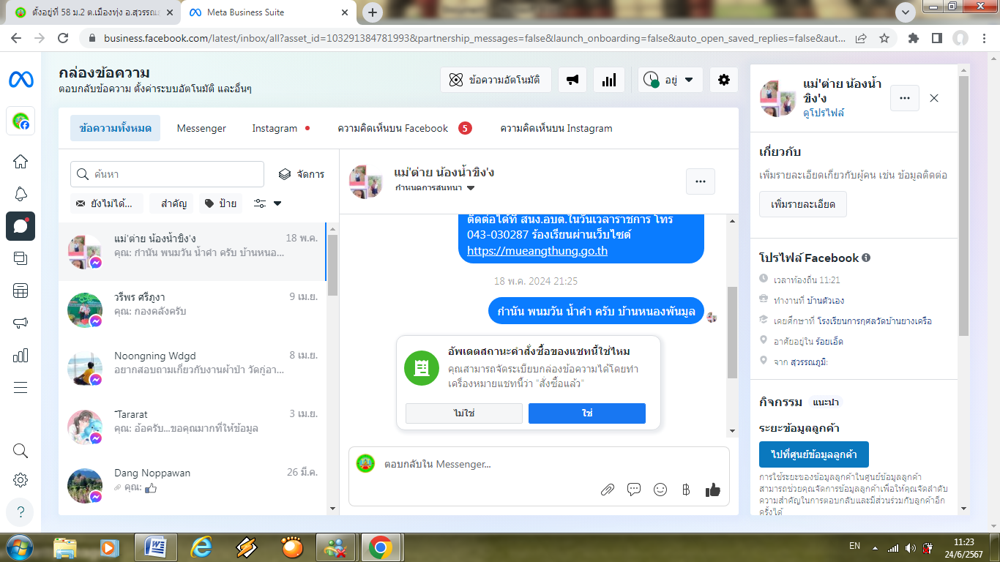 ตั้งอยู่ที่ 58 ม.2 ต.เมืองทุ่ง อ.สุวรรณ
Meta Business Suite
business.facebook.com/latest/inbox/all?asset_id=103291384781993&partnership_messages=false&launch_onboarding=false&auto_open_saved_replies=false&aut...
กล่องข้อความ
ตอบกลับข้อความ ตั้งค่าระบบอัตโนมัติ และอื่นๆ
ข้อความอัตโนมัติ
อยู่
ข้อความทั้งหมด
Messenger
Instagram
ความคิดเห็นบน Facebook
5
ความคิดเห็นบน Instagram
ค้นหา
จัดการ
ยังไม่ได้...
สำคัญ
ป้าย
แม่'ต่าย น้องน้ำขิง'ง
18 พ.ค.
คุณ: กำนัน พนมวัน น้ำคำ ครับ บ้านหนอ...
วรีพร ศรีภูงา
9 เม.ย.
คุณ: กองคลังครับ
Noongning Wdgd
8 เม.ย.
อยากสอบถามเกี่ยวกับงานผ้าป่า วัดกู่อา...
Tararat
3 เม.ย.
คุณ: อ้อครับ...ขอคุณมากที่ให้ข้อมูล
Dang Noppawan
26 มี.ค.
คุณ:
แม่'ต่าย น้องน้ำขิง'ง
กำหนดการสนทนา
ติดต่อได้ที่ สนง.อบต.ในวันเวลาราชการ โทร
043-030287 ร้องเรียนผ่านเว็บไซต์
https://mueangthung.go.th
18 พ.ค. 2024 21:25
กำนัน พนมวัน น้ำคำ ครับ บ้านหนองพันมูล
อัพเดตสถานะคำสั่งซื้อของแชทนี้ใช่ไหม
คุณสามารถจัดระเบียบกล่องข้อความได้โดยทำ
เครื่องหมายแชทนี้ว่า "สั่งซื้อแล้ว"
ไม่ใช่
ใช่
ตอบกลับใน Messenger...
แม่'ต่าย น้องน้ำ
ขิง'ง
ดูโปรไฟล์
เกี่ยวกับ
เพิ่มรายละเอียดเกี่ยวกับผู้คน เช่น ข้อมูลติดต่อ
เพิ่มรายละเอียด
โปรไฟล์ Facebook
เวลาท้องถิ่น 11:21
ทำงานที่ บ้านตัวเอง
เคยศึกษาที่ โรงเรียนการกุศลวัดบ้านยางเครือ
อาศัยอยู่ใน ร้อยเอ็ด
จาก สุวรรณภูมิ
กิจกรรม
แนะนำ
ระยะข้อมูลลูกค้า
ไปที่ศูนย์ข้อมูลลูกค้า
การใช้ระยะของข้อมูลลูกค้าในศูนย์ข้อมูลลูกค้า
สามารถช่วยคุณจัดการข้อมูลลูกค้าเพื่อให้คุณจัดลำดับ
ความสำคัญในการตอบกลับและมีส่วนร่วมกับลูกค้าอีก
ครั้งได้
EN
11:23
24/6/2567